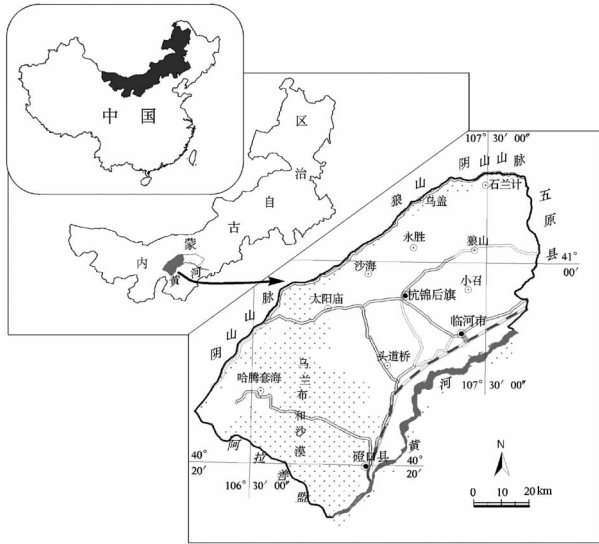 中 国
区
治
自
古
蒙
内
黄 河
107° 30′ 00″
阴山山脉
狼山
乌盖
石兰计
五原县
永胜
狼山
41°
00′
沙海
小召
太阳庙
杭锦后旗
临河市
阴山山脉
头道桥
107° 30′ 00″
哈腾套海
乌兰布和沙漠
黄河
阿拉善盟
40°
20′
磴口县
40°
20′
106° 30′ 00″
N
0 10 20 km